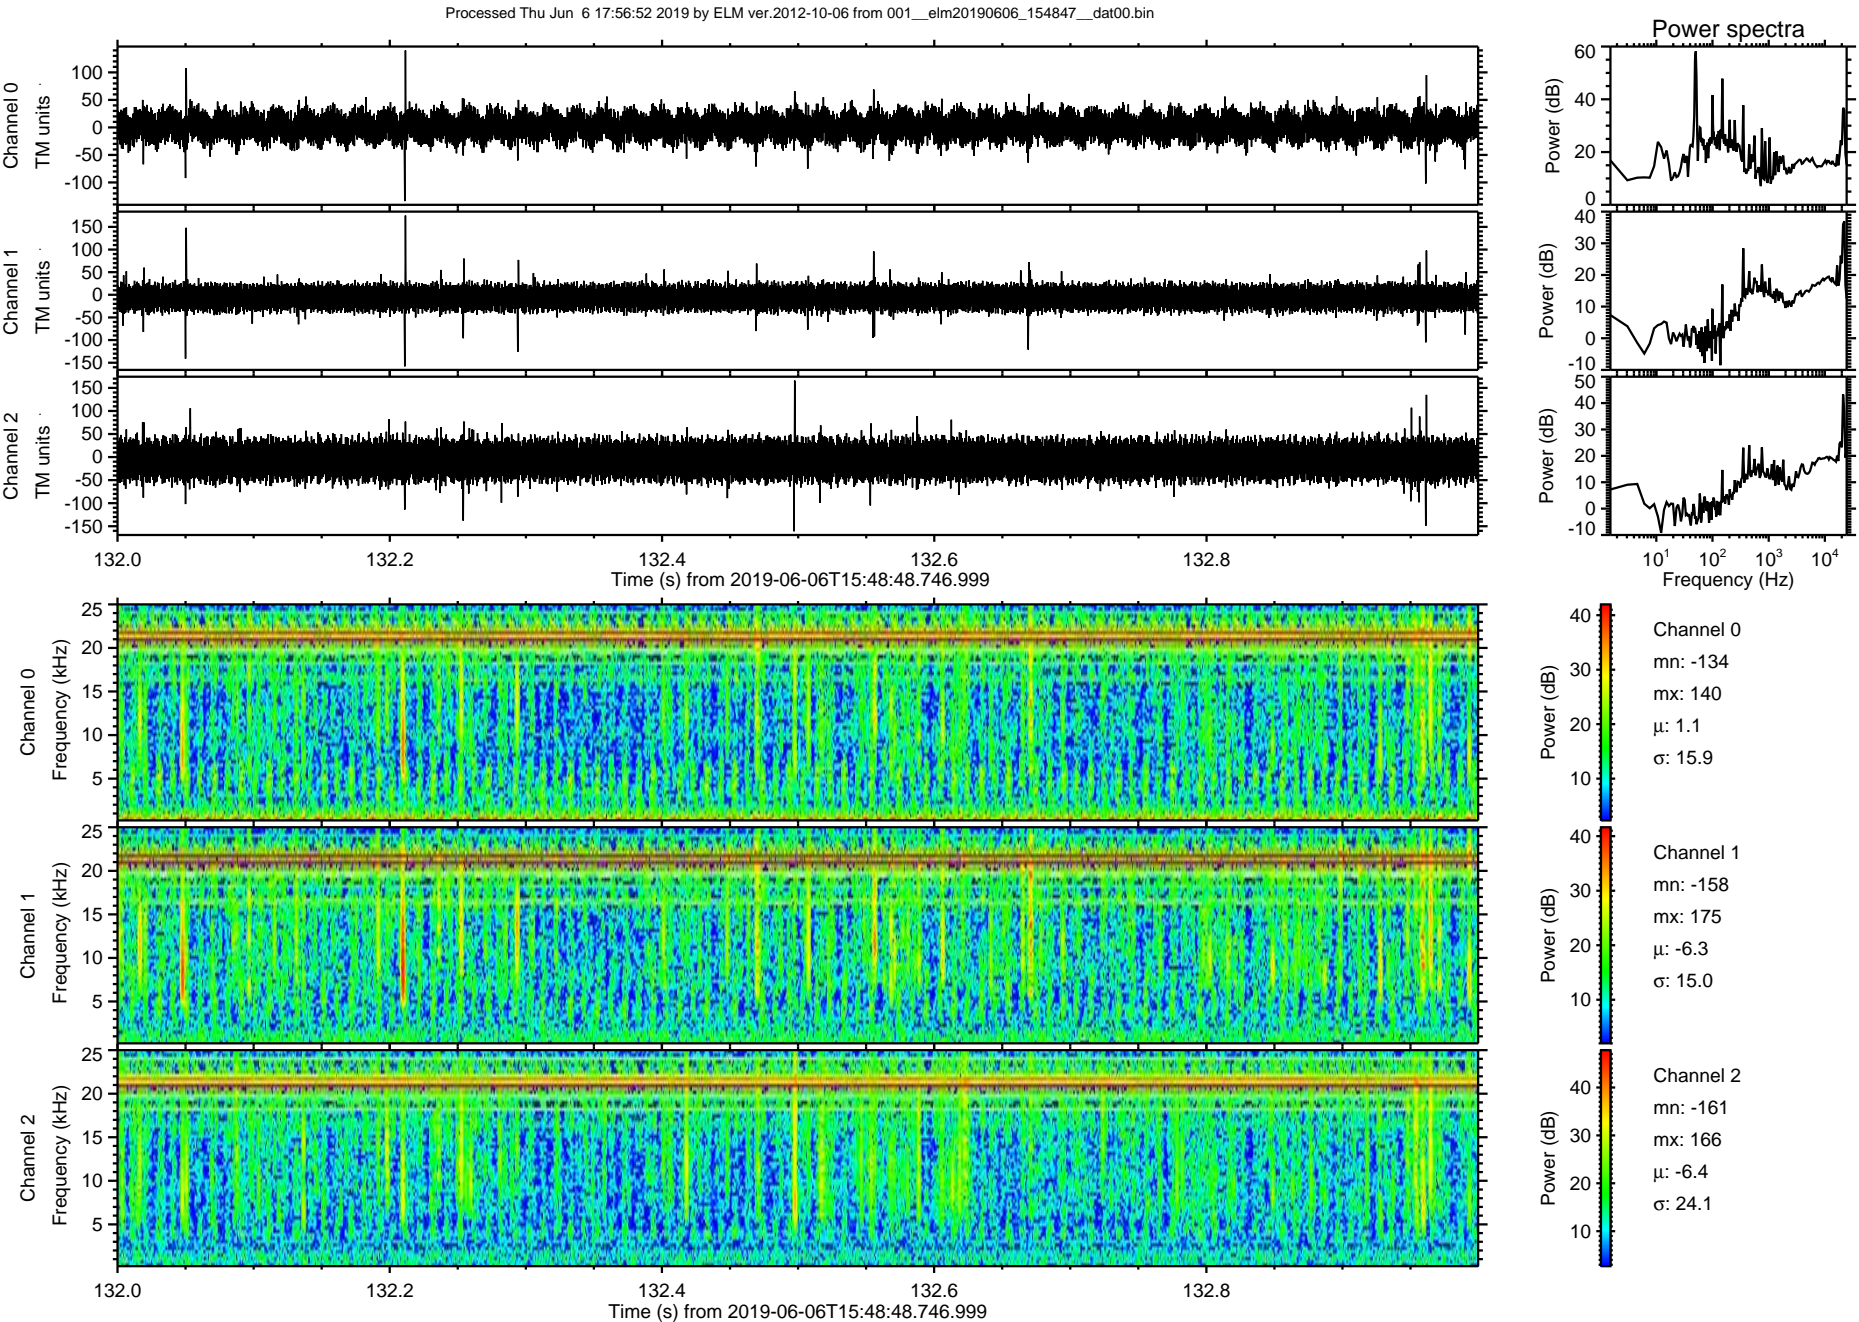 Processed Thu Jun  6 17:56:52 2019 by ELM ver.2012-10-06 from 001__elm20190606_154847__dat00.bin
Power spectra
Channel 0
TM units
100
50
0
-50
-100
Power (dB)
60
40
20
0
Channel 1
TM units
150
100
50
0
-50
-100
-150
Power (dB)
40
30
20
10
0
-10
Channel 2
TM units
150
100
50
0
-50
-100
-150
Power (dB)
50
40
30
20
10
0
-10
132.0 132.2 132.4 132.6 132.8
Time (s) from 2019-06-06T15:48:48.746.999
10¹ 10² 10³ 10⁴
Frequency (Hz)
Channel 0
Frequency (kHz)
25
20
15
10
5
Power (dB)
40
30
20
10
Channel 0
mn: -134
mx: 140
μ: 1.1
σ: 15.9
Channel 1
Frequency (kHz)
25
20
15
10
5
Power (dB)
40
30
20
10
Channel 1
mn: -158
mx: 175
μ: -6.3
σ: 15.0
Channel 2
Frequency (kHz)
25
20
15
10
5
Power (dB)
40
30
20
10
Channel 2
mn: -161
mx: 166
μ: -6.4
σ: 24.1
132.0 132.2 132.4 132.6 132.8
Time (s) from 2019-06-06T15:48:48.746.999